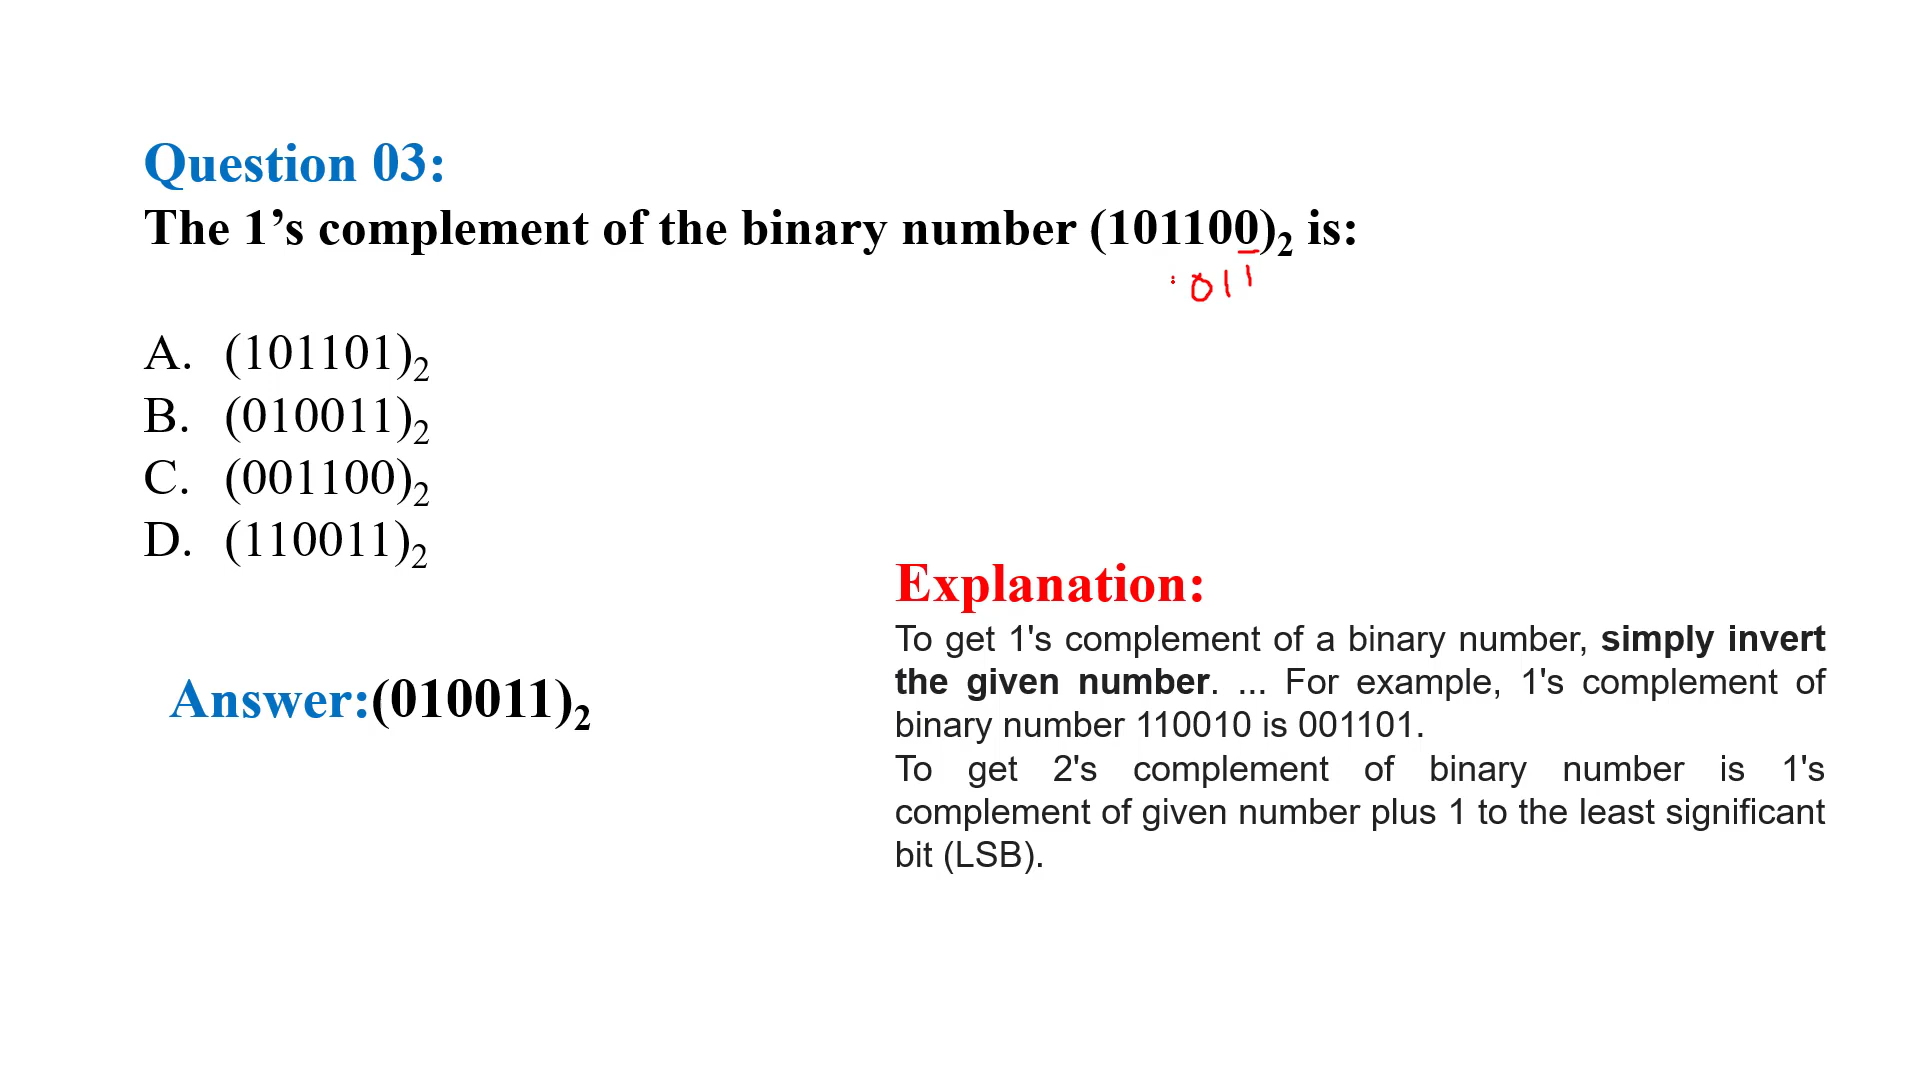 Question 03:
The 1’s complement of the binary number (101100)₂ is:
011
A. (101101)₂
B. (010011)₂
C. (001100)₂
D. (110011)₂
Explanation:
To get 1's complement of a binary number, simply invert
the given number. ... For example, 1's complement of
binary number 110010 is 001101.
To get 2's complement of binary number is 1's
complement of given number plus 1 to the least significant
bit (LSB).
Answer:(010011)₂